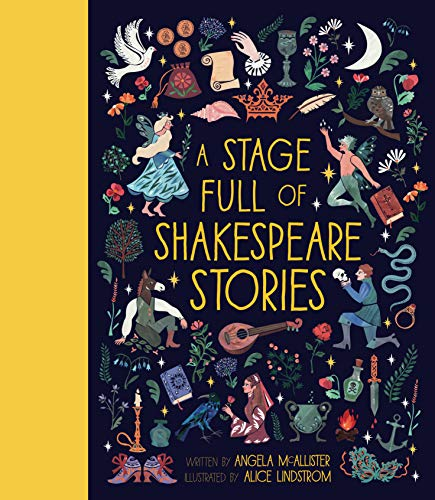 A STAGE
FULL OF
SHAKESPEARE
STORIES
WRITTEN BY ANGELA McALLISTER
ILLUSTRATED BY ALICE LINDSTROM